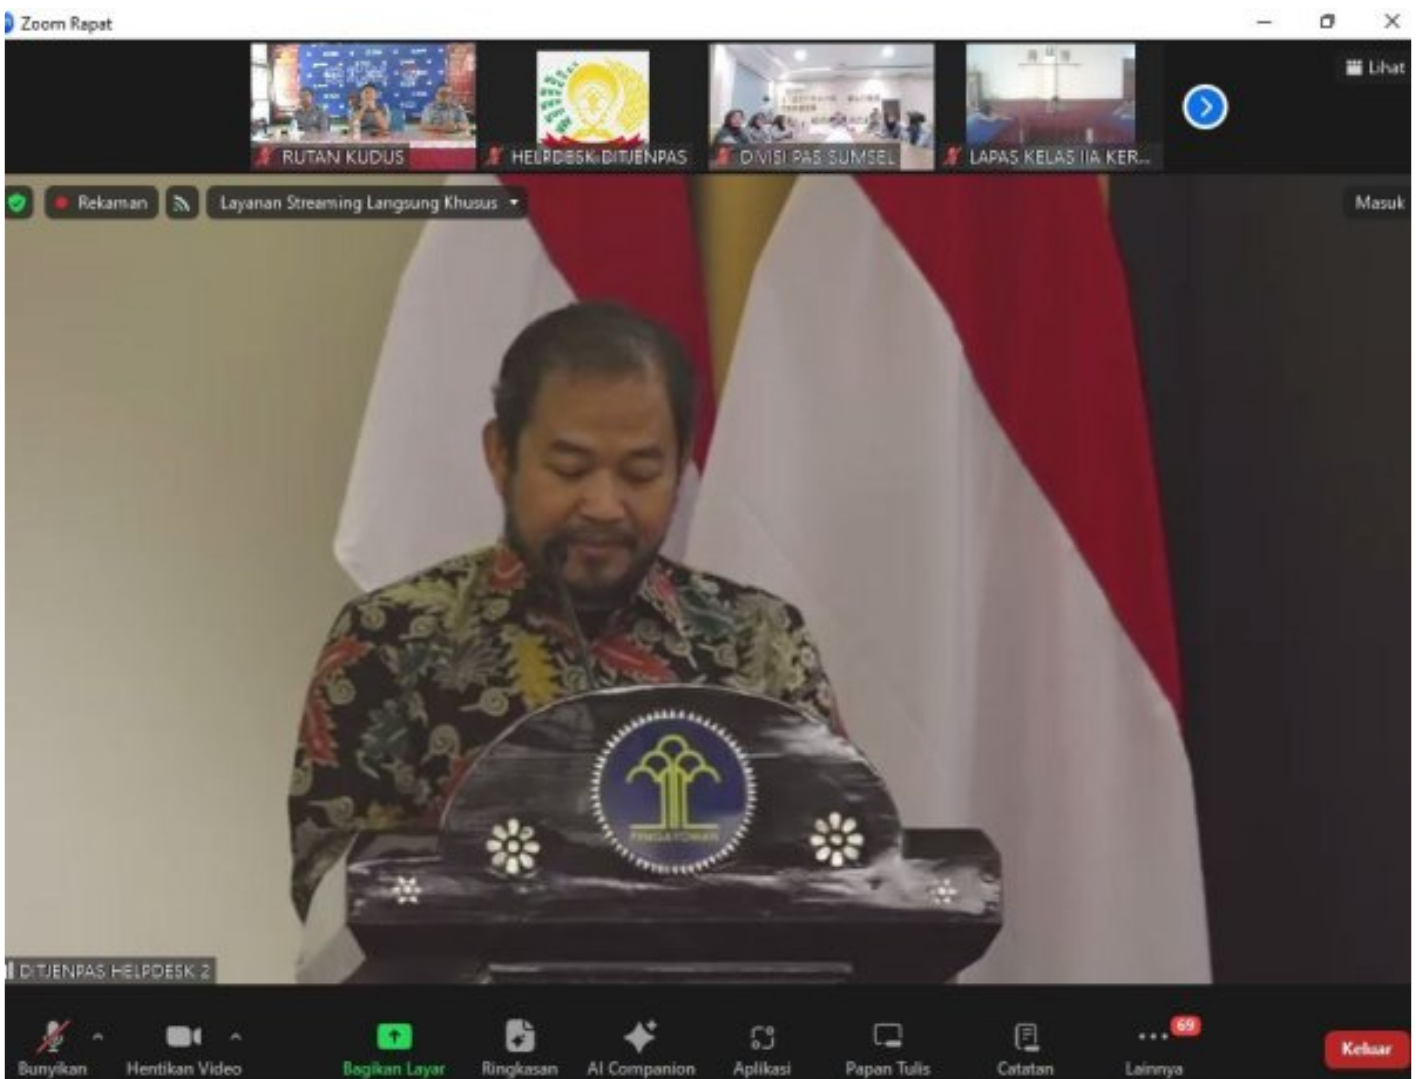 Zoom Rapat
Lihat
RUTAN KUDUS
HELPDESK DITJENPAS
DIVISI PAS SUMSEL
LAPAS KELAS IIA KER...
Rekaman
Layanan Streaming Langsung Khusus
Masuk
PENGAYOMAN
DITJENPAS HELPDESK 2
69
Bunyikan
Hentikan Video
Bagikan Layar
Ringkasan
AI Companion
Aplikasi
Papan Tulis
Catatan
Lainnya
Keluar